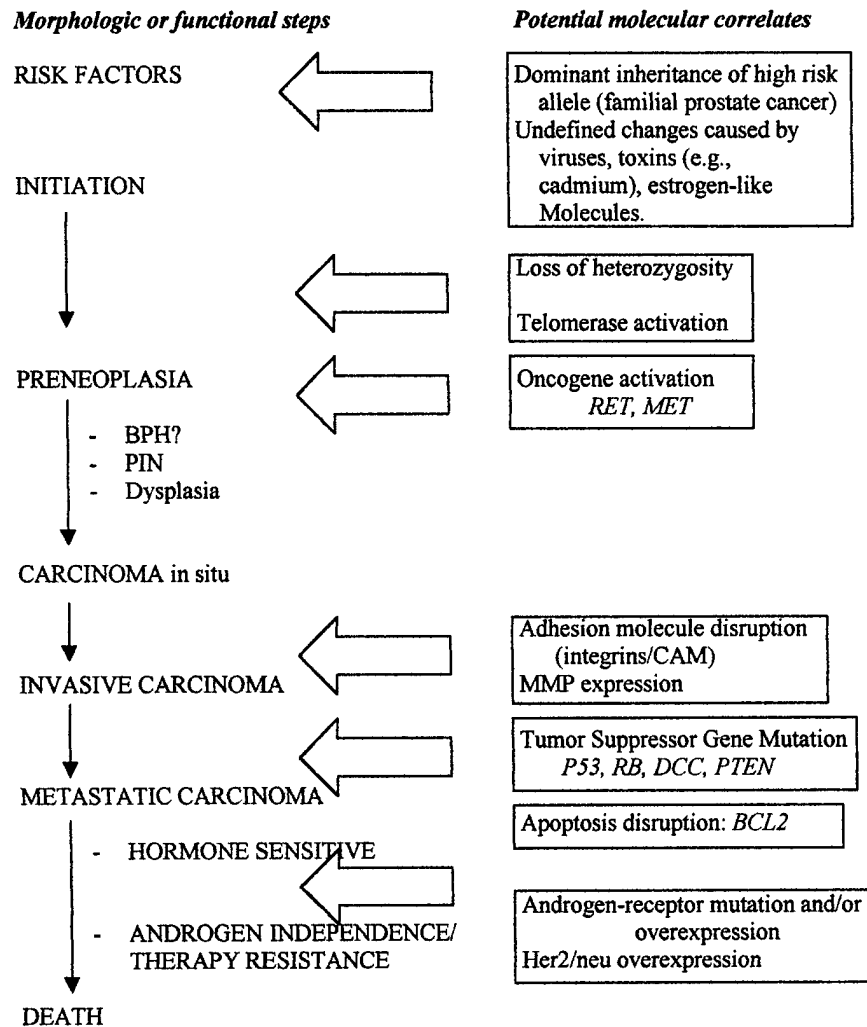 Morphologic or functional steps
Potential molecular correlates
RISK FACTORS
Dominant inheritance of high risk
allele (familial prostate cancer)
Undefined changes caused by
viruses, toxins (e.g.,
cadmium), estrogen-like
Molecules.
INITIATION
Loss of heterozygosity
Telomerase activation
PRENEOPLASIA
Oncogene activation
RET, MET
- BPH?
- PIN
- Dysplasia
CARCINOMA in situ
Adhesion molecule disruption
(integrins/CAM)
MMP expression
INVASIVE CARCINOMA
Tumor Suppressor Gene Mutation
P53, RB, DCC, PTEN
METASTATIC CARCINOMA
Apoptosis disruption: BCL2
- HORMONE SENSITIVE
Androgen-receptor mutation and/or
overexpression
Her2/neu overexpression
- ANDROGEN INDEPENDENCE/
THERAPY RESISTANCE
DEATH